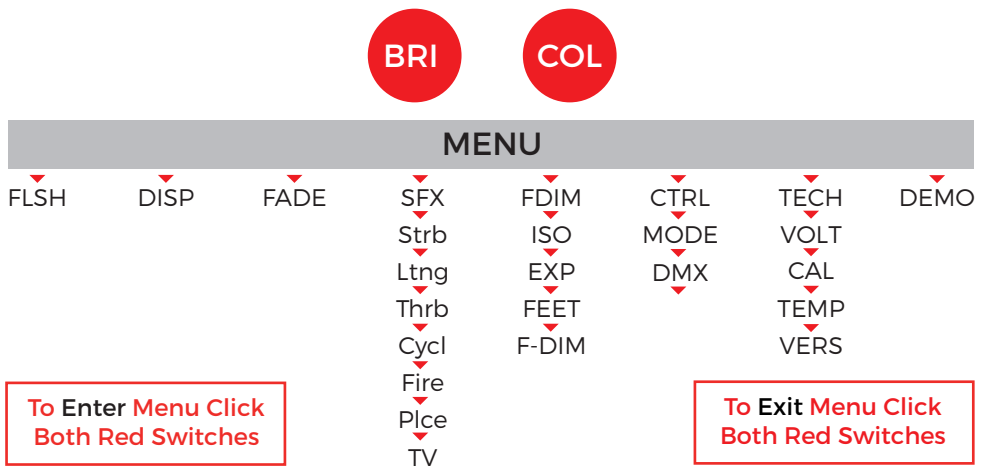 BRI COL
MENU
FLSH DISP FADE SFX FDIM CTRL TECH DEMO
Strb ISO MODE VOLT
Ltng EXP DMX CAL
Thrb FEET TEMP
Cycl F-DIM VERS
Fire
Plce
TV
To Enter Menu Click
Both Red Switches
To Exit Menu Click
Both Red Switches